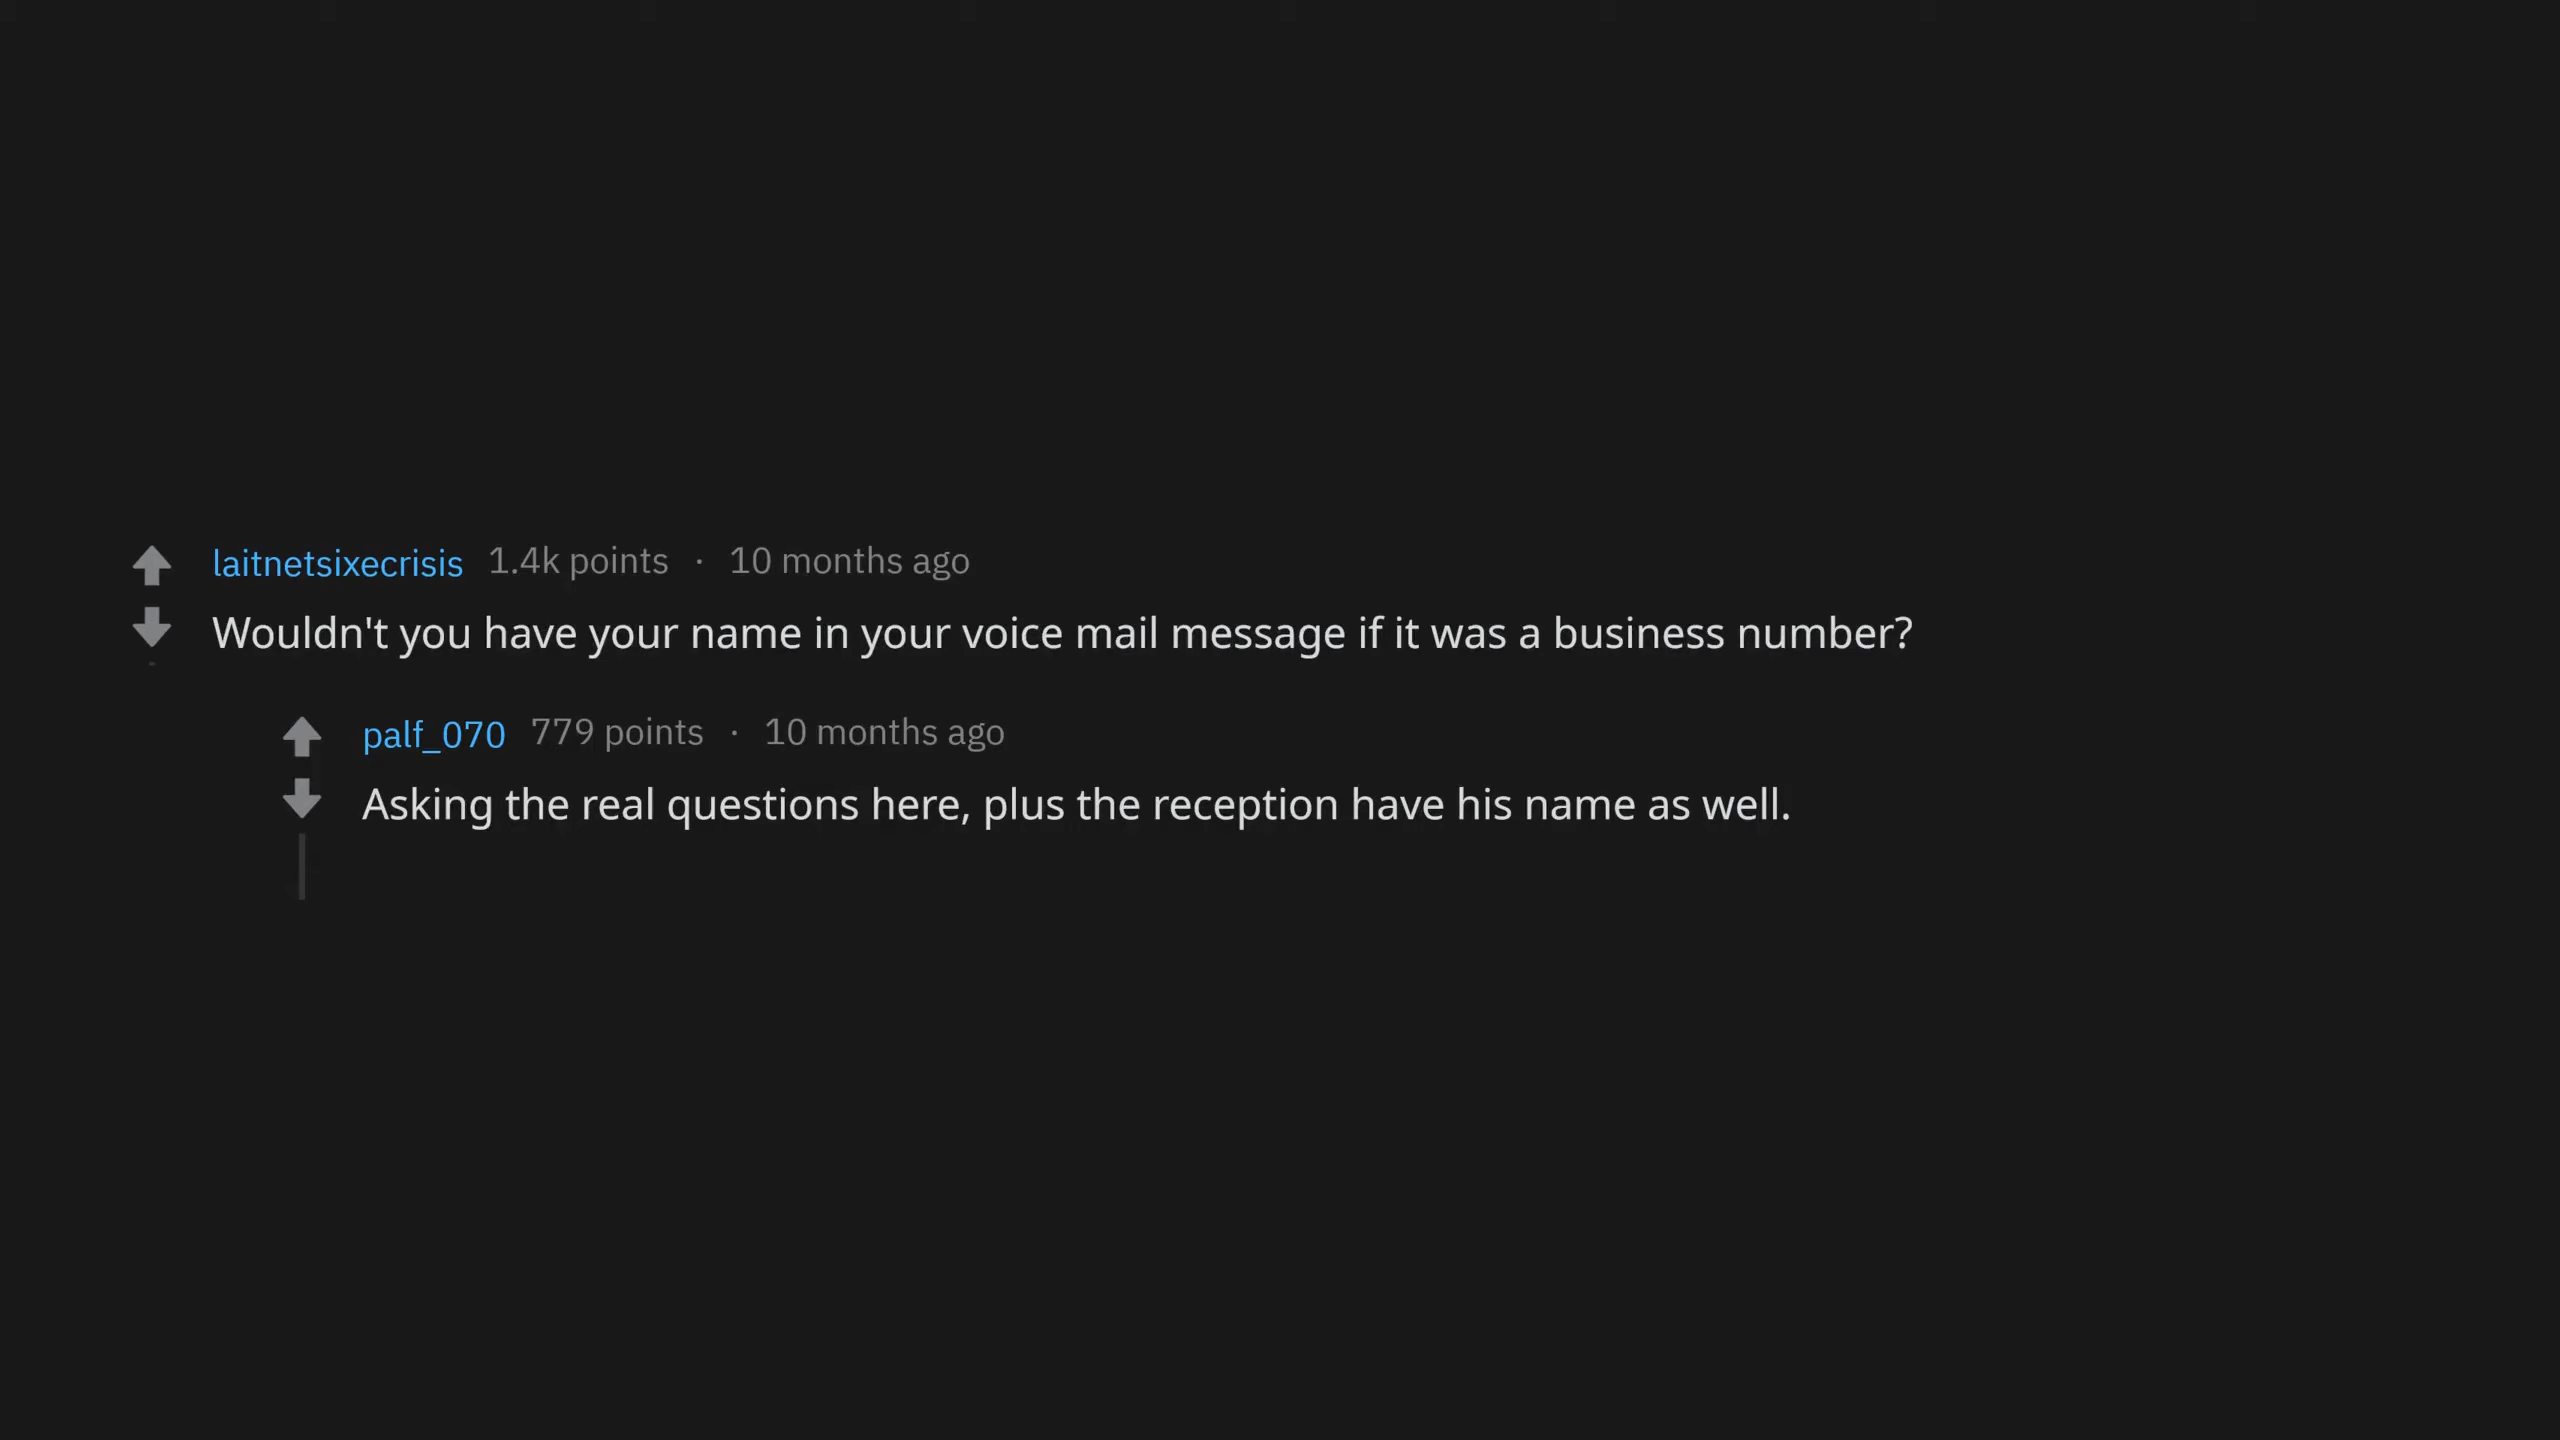 laitnetsixecrisis 1.4k points · 10 months ago
Wouldn't you have your name in your voice mail message if it was a business number?
palf_070 779 points · 10 months ago
Asking the real questions here, plus the reception have his name as well.